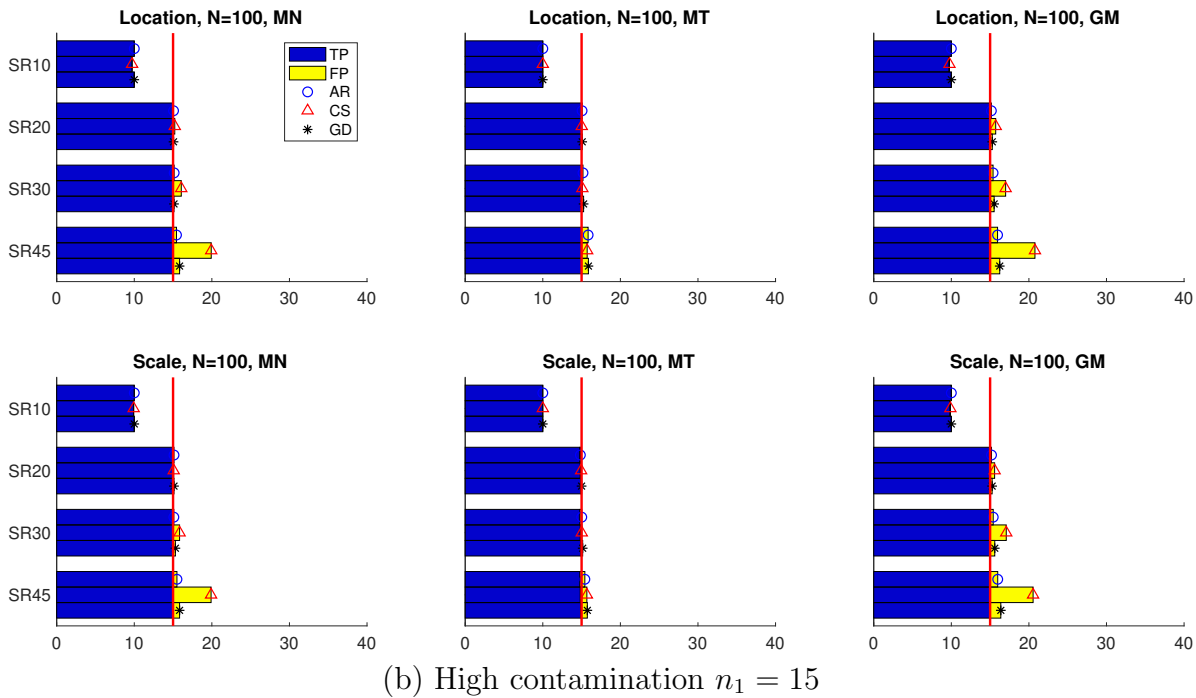 Location, N=100, MN
Location, N=100, MT
Location, N=100, GM
SR10
SR20
SR30
SR45
TP
FP
AR
CS
GD
0 10 20 30 40
0 10 20 30 40
0 10 20 30 40
Scale, N=100, MN
Scale, N=100, MT
Scale, N=100, GM
SR10
SR20
SR30
SR45
0 10 20 30 40
0 10 20 30 40
0 10 20 30 40
(b) High contamination n₁ = 15